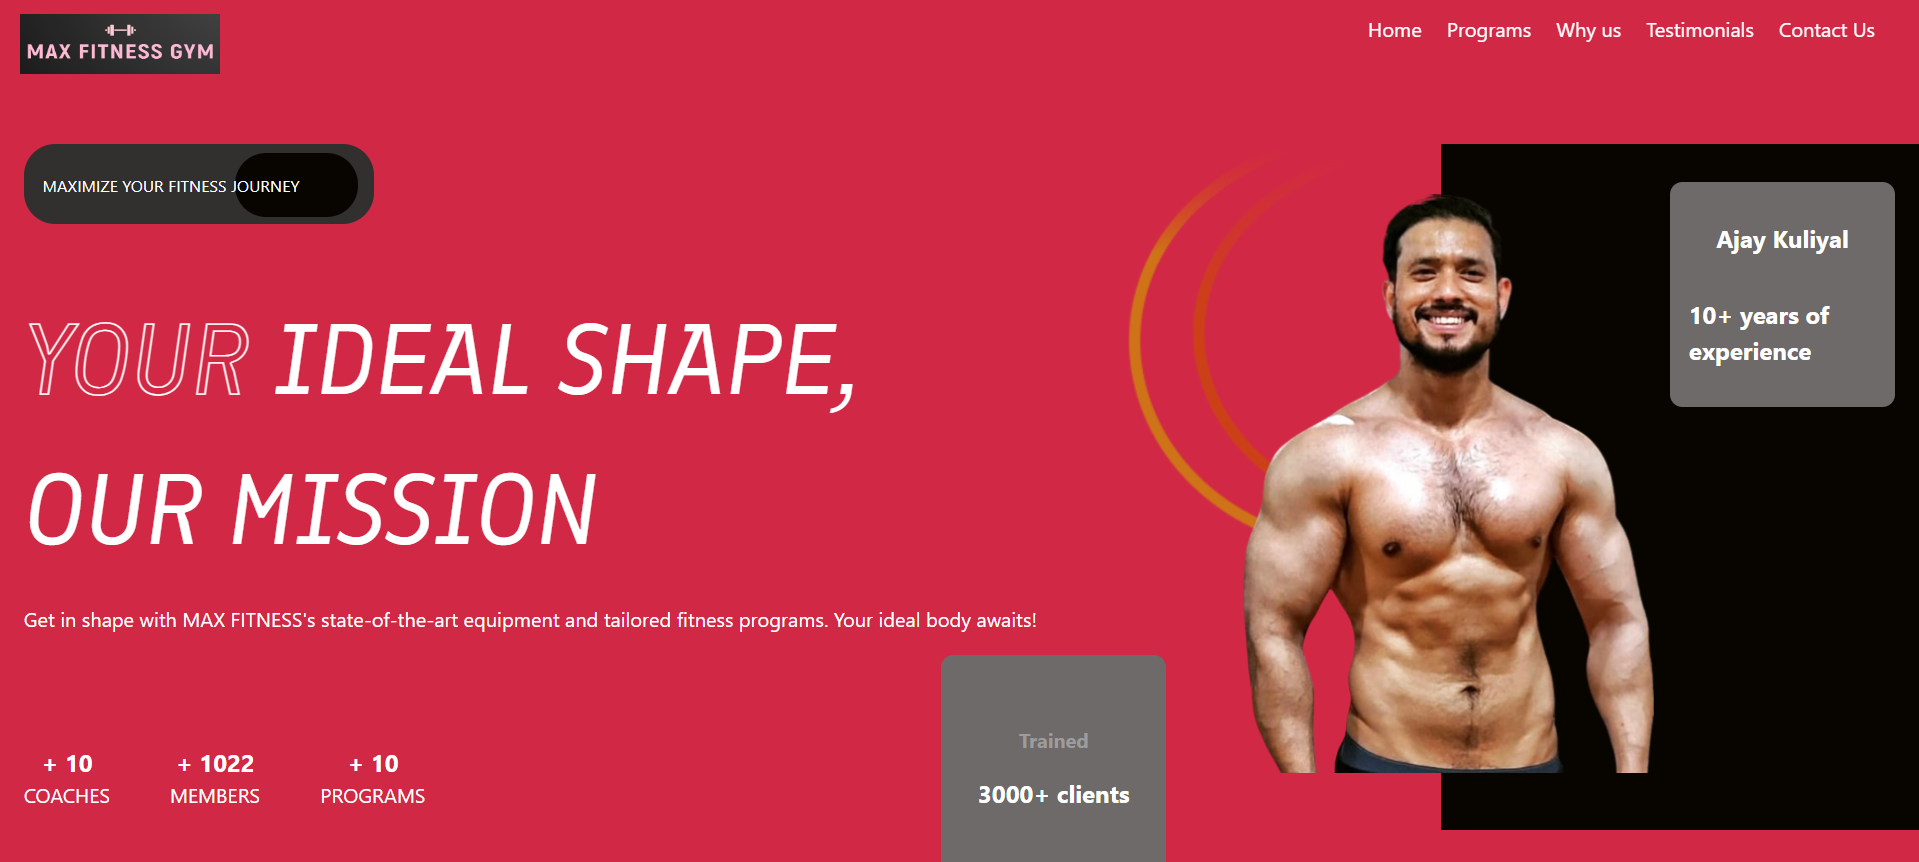 MAX FITNESS GYM
Home Programs Why us Testimonials Contact Us
MAXIMIZE YOUR FITNESS JOURNEY
YOUR IDEAL SHAPE,
OUR MISSION
Get in shape with MAX FITNESS's state-of-the-art equipment and tailored fitness programs. Your ideal body awaits!
+ 10
COACHES
+ 1022
MEMBERS
+ 10
PROGRAMS
Trained
3000+ clients
Ajay Kuliyal
10+ years of
experience